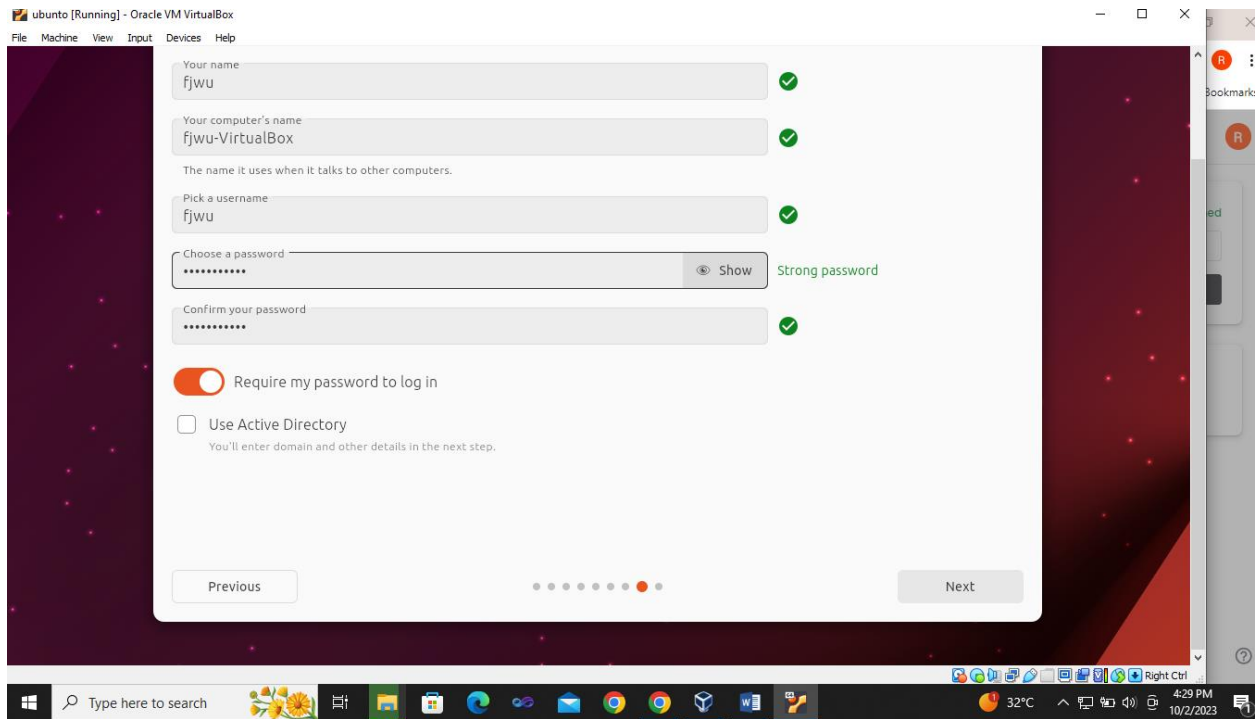 ubunto [Running] - Oracle VM VirtualBox
File Machine View Input Devices Help
Your name
fjwu
Your computer's name
fjwu-VirtualBox
The name it uses when it talks to other computers.
Pick a username
fjwu
Choose a password
•••••••••••
Show
Strong password
Confirm your password
•••••••••••
Require my password to log in
Use Active Directory
You'll enter domain and other details in the next step.
Previous
Next
Right Ctrl
R
Bookmarks
R
ed
Type here to search
32°C
4:29 PM
10/2/2023